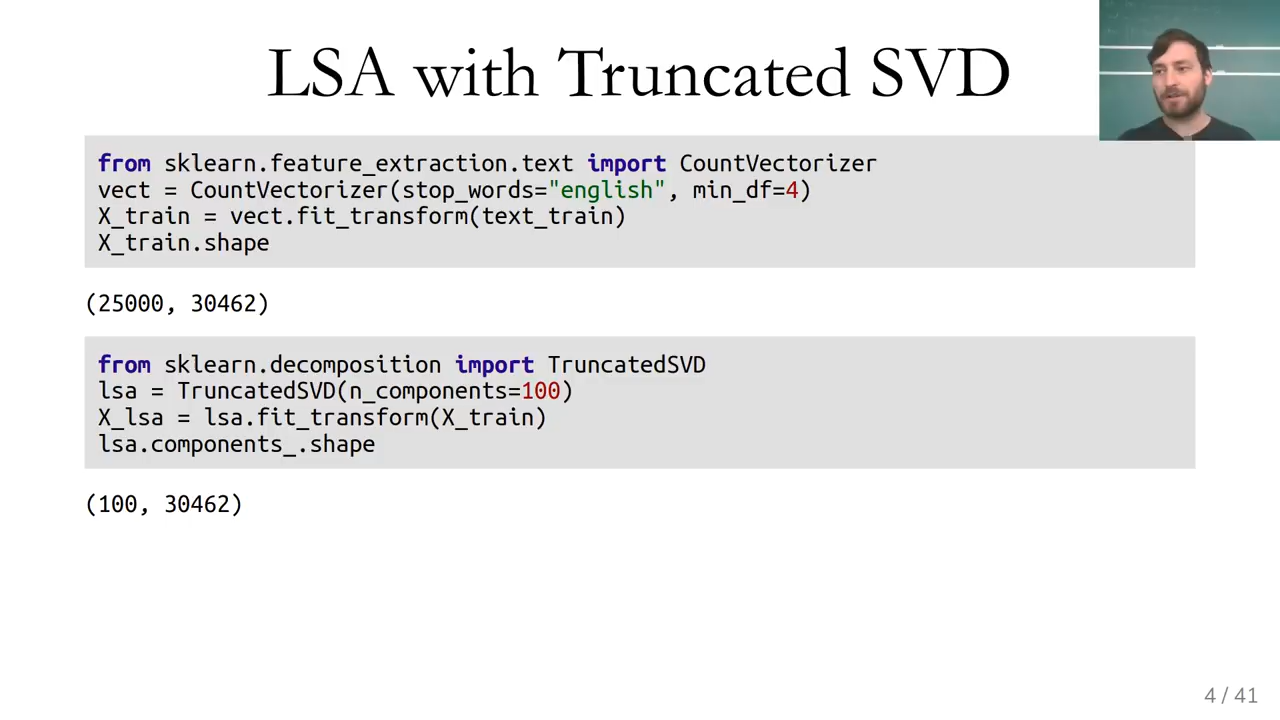 LSA with Truncated SVD
from sklearn.feature_extraction.text import CountVectorizer
vect = CountVectorizer(stop_words="english", min_df=4)
X_train = vect.fit_transform(text_train)
X_train.shape
(25000, 30462)
from sklearn.decomposition import TruncatedSVD
lsa = TruncatedSVD(n_components=100)
X_lsa = lsa.fit_transform(X_train)
lsa.components_.shape
(100, 30462)
4 / 41